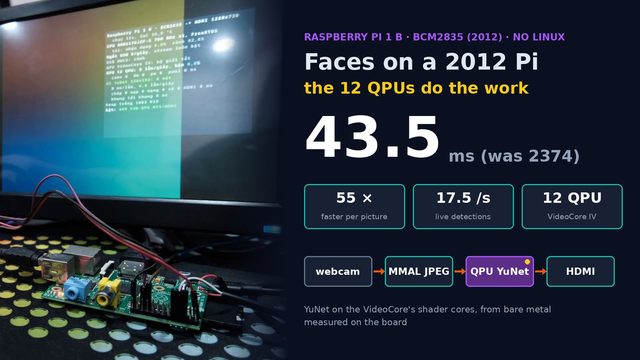 RASPBERRY PI 1 B · BCM2835 (2012) · NO LINUX
Faces on a 2012 Pi
the 12 QPUs do the work
43.5 ms (was 2374)
55 ×
faster per picture
17.5 /s
live detections
12 QPU
VideoCore IV
webcam
MMAL JPEG
QPU YuNet
HDMI
YuNet on the VideoCore's shader cores, from bare metal
measured on the board